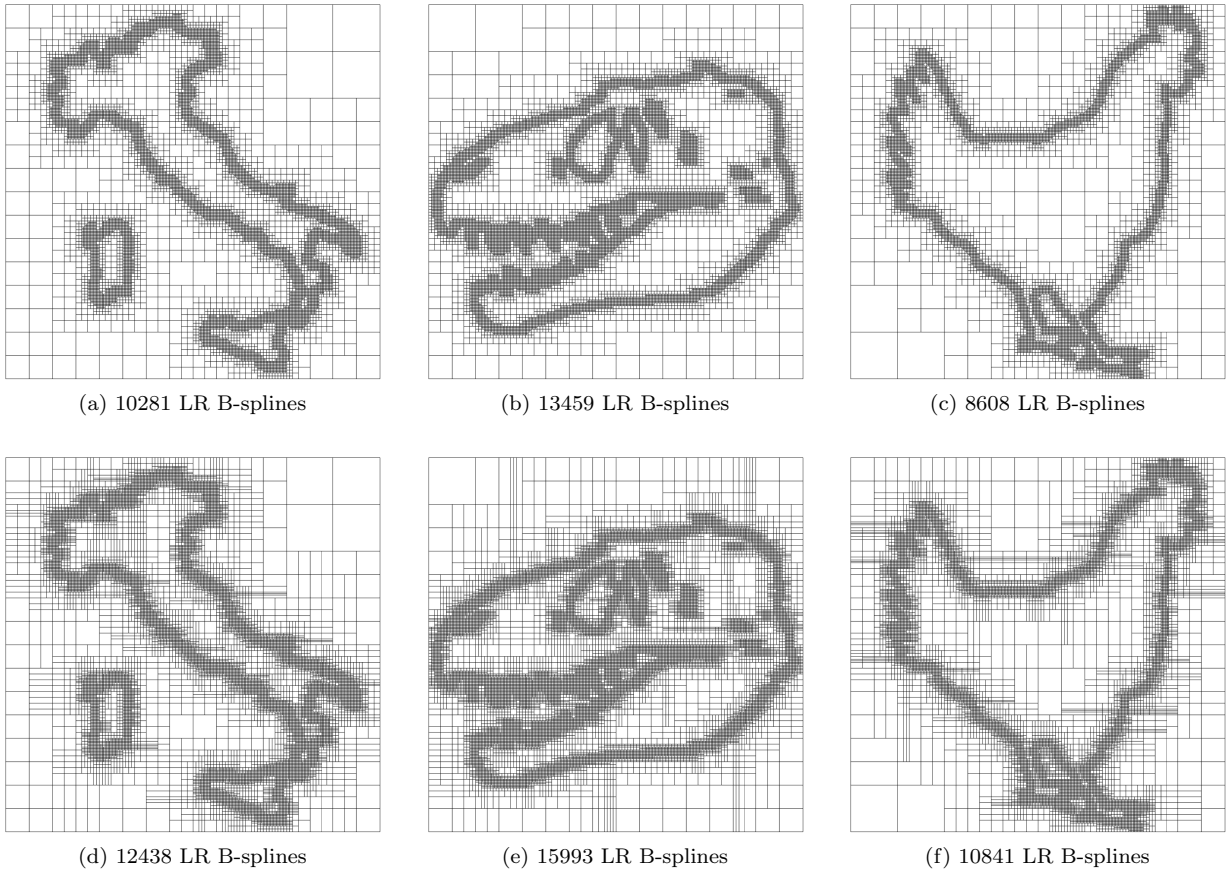 (a) 10281 LR B-splines
(b) 13459 LR B-splines
(c) 8608 LR B-splines
(d) 12438 LR B-splines
(e) 15993 LR B-splines
(f) 10841 LR B-splines